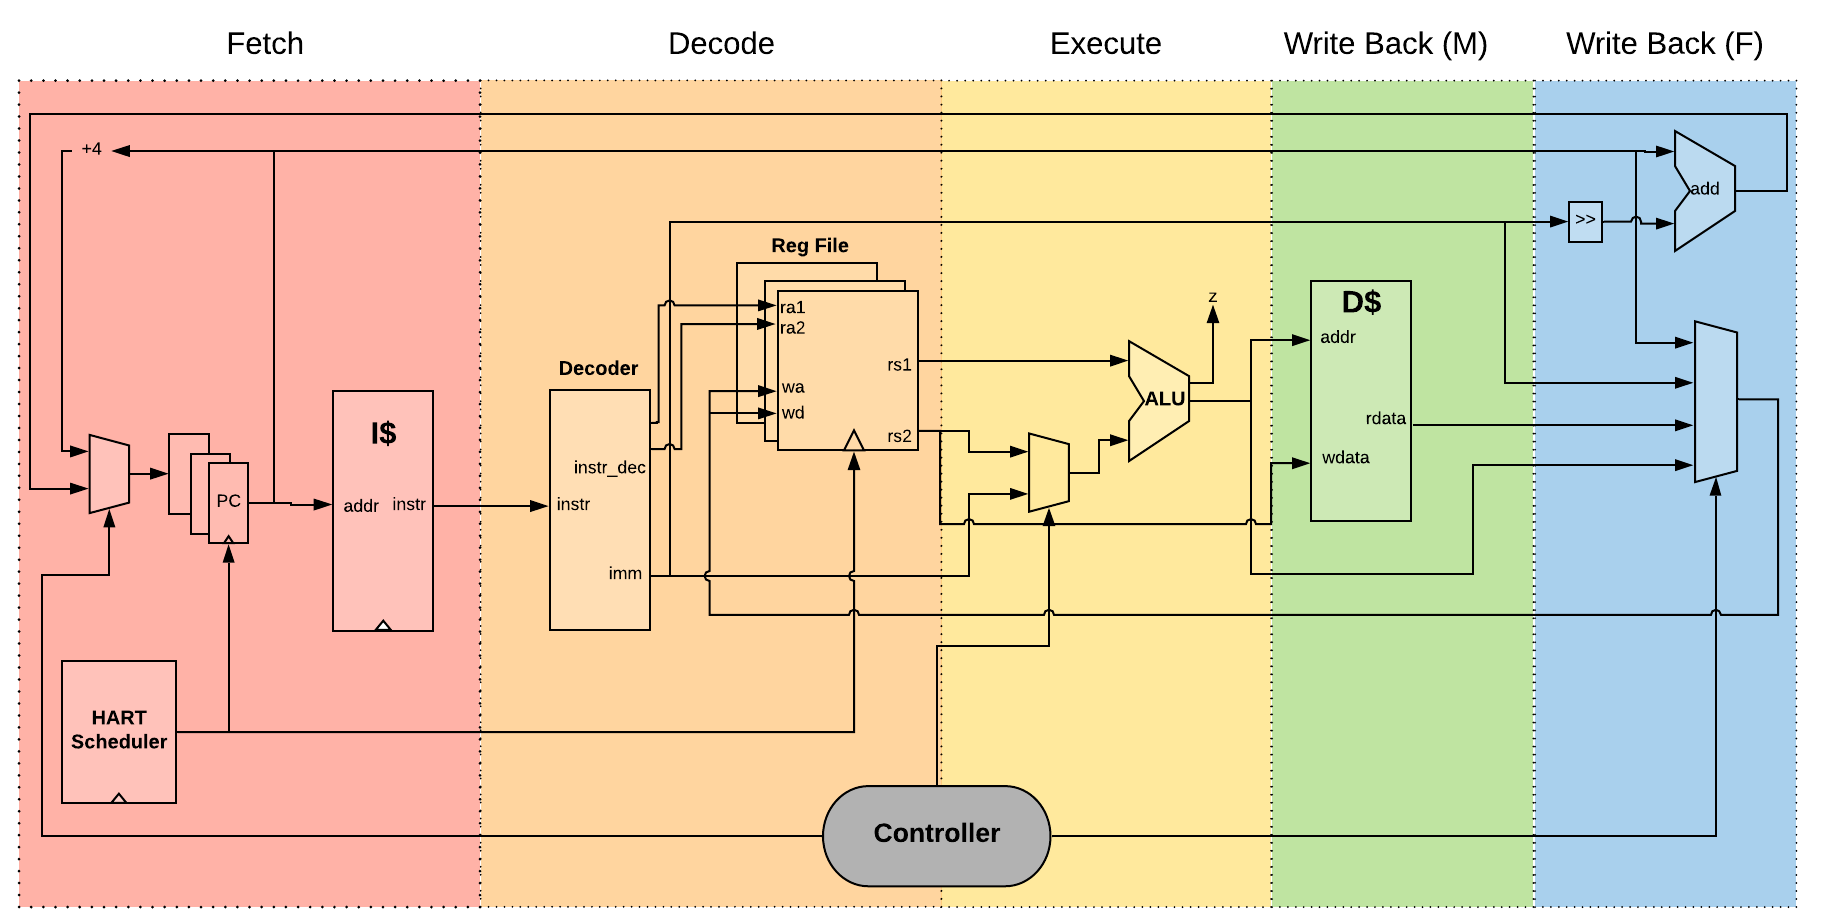 Fetch
Decode
Execute
Write Back (M)
Write Back (F)
+4
add
>>
Reg File
ra1
ra2
wa
wd
rs1
rs2
z
D$
addr
rdata
wdata
Decoder
instr_dec
instr
imm
ALU
I$
addr
instr
PC
HART
Scheduler
Controller